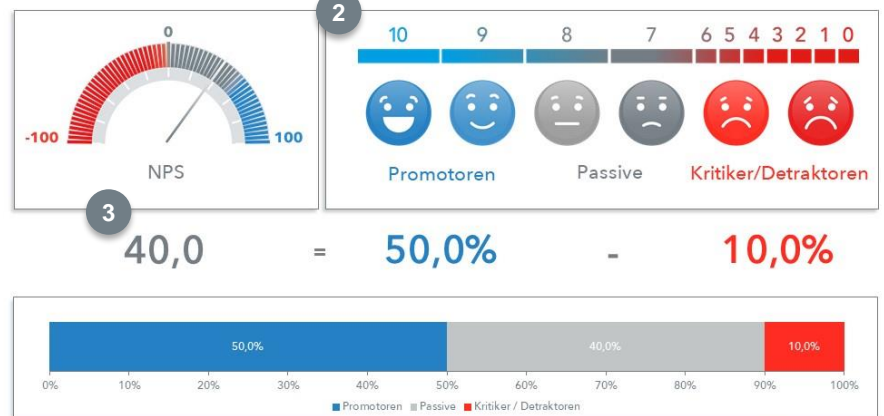 2
0
-100
100
NPS
10 9 8 7 6 5 4 3 2 1 0
Promotoren Passive Kritiker/Detraktoren
3
40,0 = 50,0% - 10,0%
50,0% 40,0% 10,0%
0% 10% 20% 30% 40% 50% 60% 70% 80% 90% 100%
Promotoren Passive Kritiker / Detraktoren